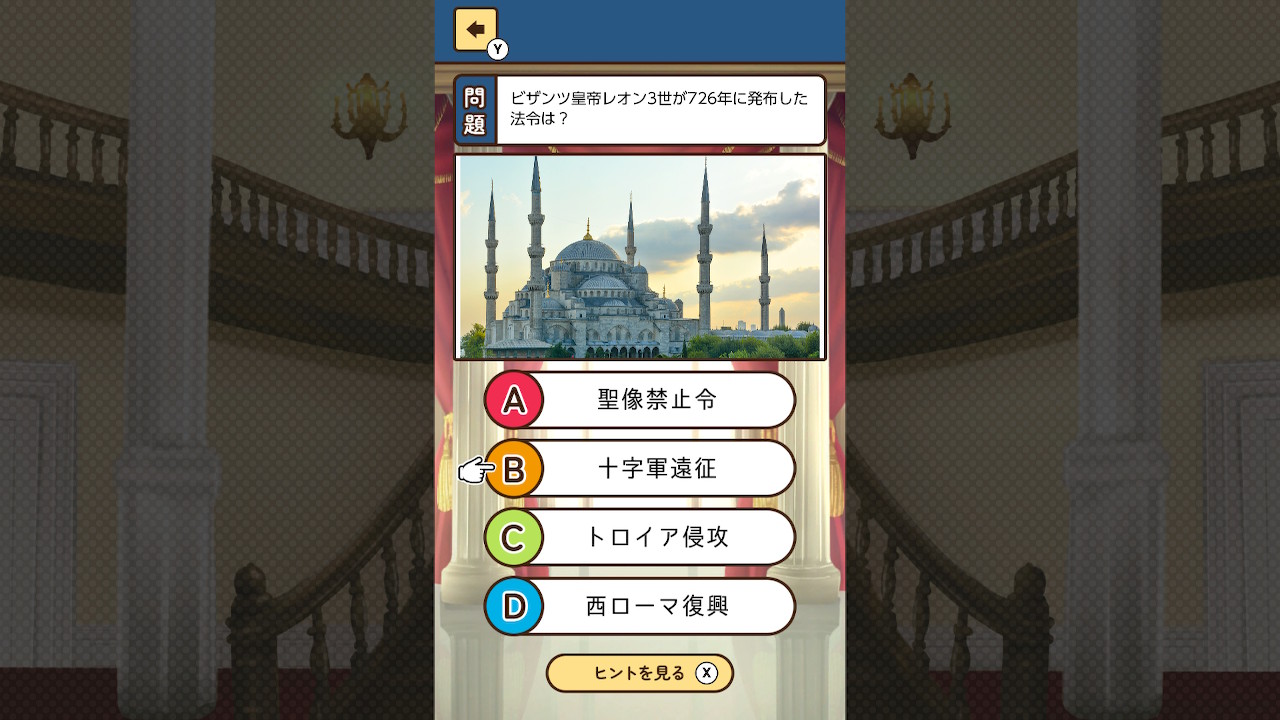 Y
問題
ビザンツ皇帝レオン3世が726年に発布した
法令は？
A 聖像禁止令
B 十字軍遠征
C トロイア侵攻
D 西ローマ復興
ヒントを見る X